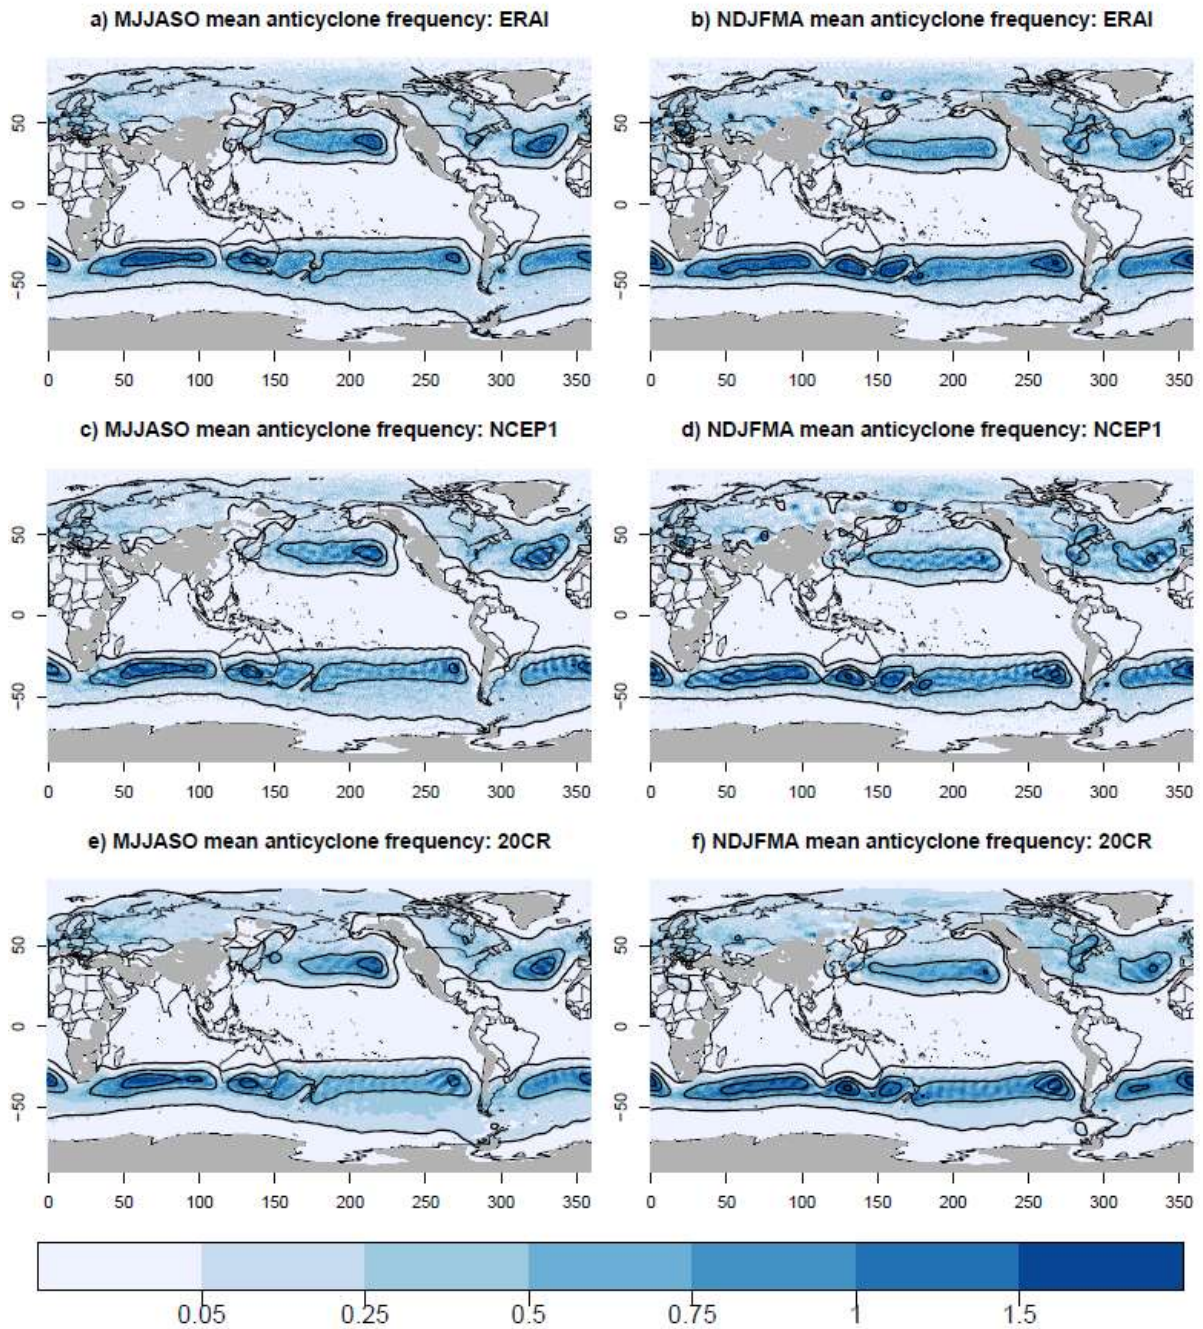 a) MJJASO mean anticyclone frequency: ERAI
b) NDJFMA mean anticyclone frequency: ERAI
50
0
−50
0 50 100 150 200 250 300 350
50
0
−50
0 50 100 150 200 250 300 350
c) MJJASO mean anticyclone frequency: NCEP1
d) NDJFMA mean anticyclone frequency: NCEP1
50
0
−50
0 50 100 150 200 250 300 350
50
0
−50
0 50 100 150 200 250 300 350
e) MJJASO mean anticyclone frequency: 20CR
f) NDJFMA mean anticyclone frequency: 20CR
50
0
−50
0 50 100 150 200 250 300 350
50
0
−50
0 50 100 150 200 250 300 350
0.05 0.25 0.5 0.75 1 1.5